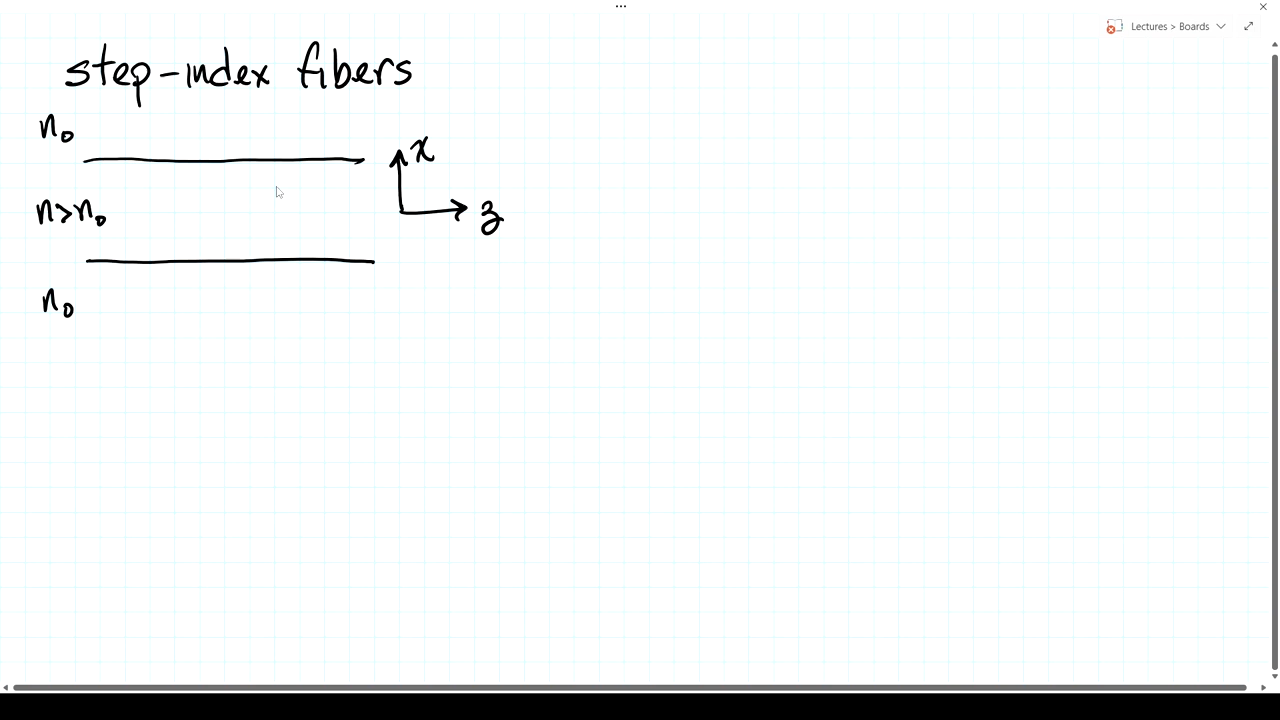 Lectures > Boards
step-index fibers
n₀
x
n>n₀
z
n₀